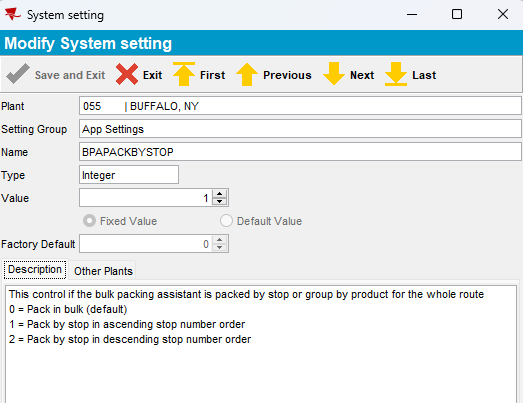 System setting
Modify System setting
Save and Exit Exit First Previous Next Last
Plant 055 | BUFFALO, NY
Setting Group App Settings
Name BPAPACKBYSTOP
Type Integer
Value 1
Fixed Value Default Value
Factory Default 0
Description Other Plants
This control if the bulk packing assistant is packed by stop or group by product for the whole route
0 = Pack in bulk (default)
1 = Pack by stop in ascending stop number order
2 = Pack by stop in descending stop number order